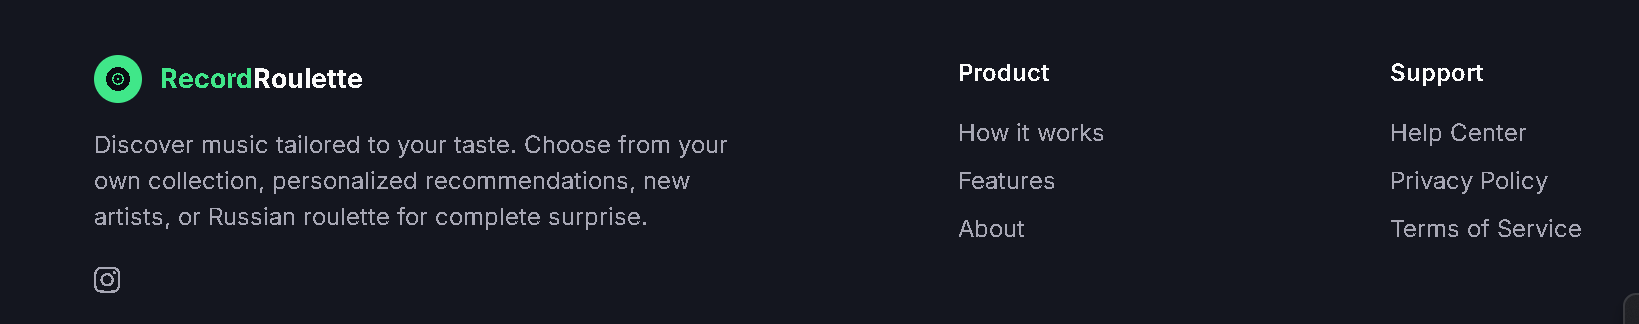 RecordRoulette
Discover music tailored to your taste. Choose from your
own collection, personalized recommendations, new
artists, or Russian roulette for complete surprise.
Product
How it works
Features
About
Support
Help Center
Privacy Policy
Terms of Service